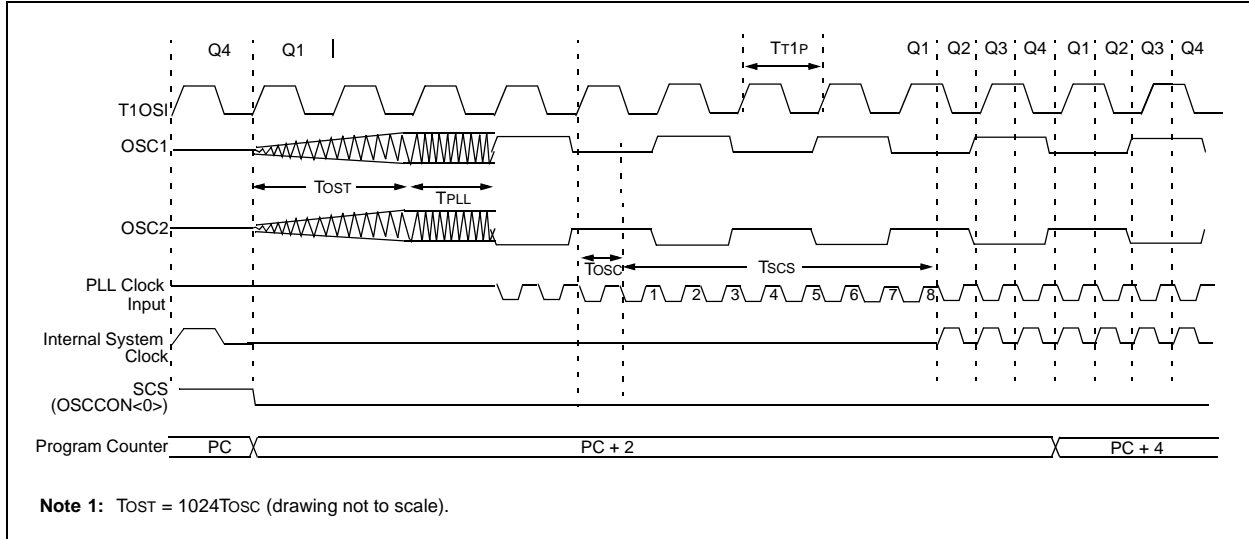 Q4 Q1 TT1P Q1 Q2 Q3 Q4 Q1 Q2 Q3 Q4
T1OSI
OSC1
TOST TPLL
OSC2
TOSC TSCS
PLL Clock
Input
1 2 3 4 5 6 7 8
Internal System
Clock
SCS
(OSCCON<0>)
Program Counter PC PC + 2 PC + 4
Note 1: TOST = 1024TOSC (drawing not to scale).